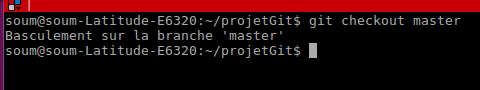 soum@soum-Latitude-E6320:~/projetGit$ git checkout master
Basculement sur la branche 'master'
soum@soum-Latitude-E6320:~/projetGit$